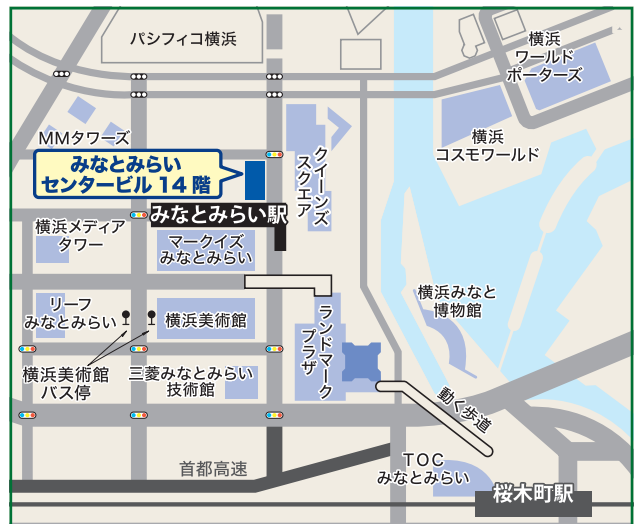 パシフィコ横浜
横浜
ワールド
ポーターズ
MMタワーズ
横浜
コスモワールド
みなとみらい
センタービル 14 階
クイーンズ
スクエア
みなとみらい駅
横浜メディア
タワー
マークイズ
みなとみらい
横浜みなと
博物館
リーフ
みなとみらい
横浜美術館
ランドマーク
プラザ
横浜美術館
バス停
三菱みなとみらい
技術館
動く歩道
首都高速
TOC
みなとみらい
桜木町駅